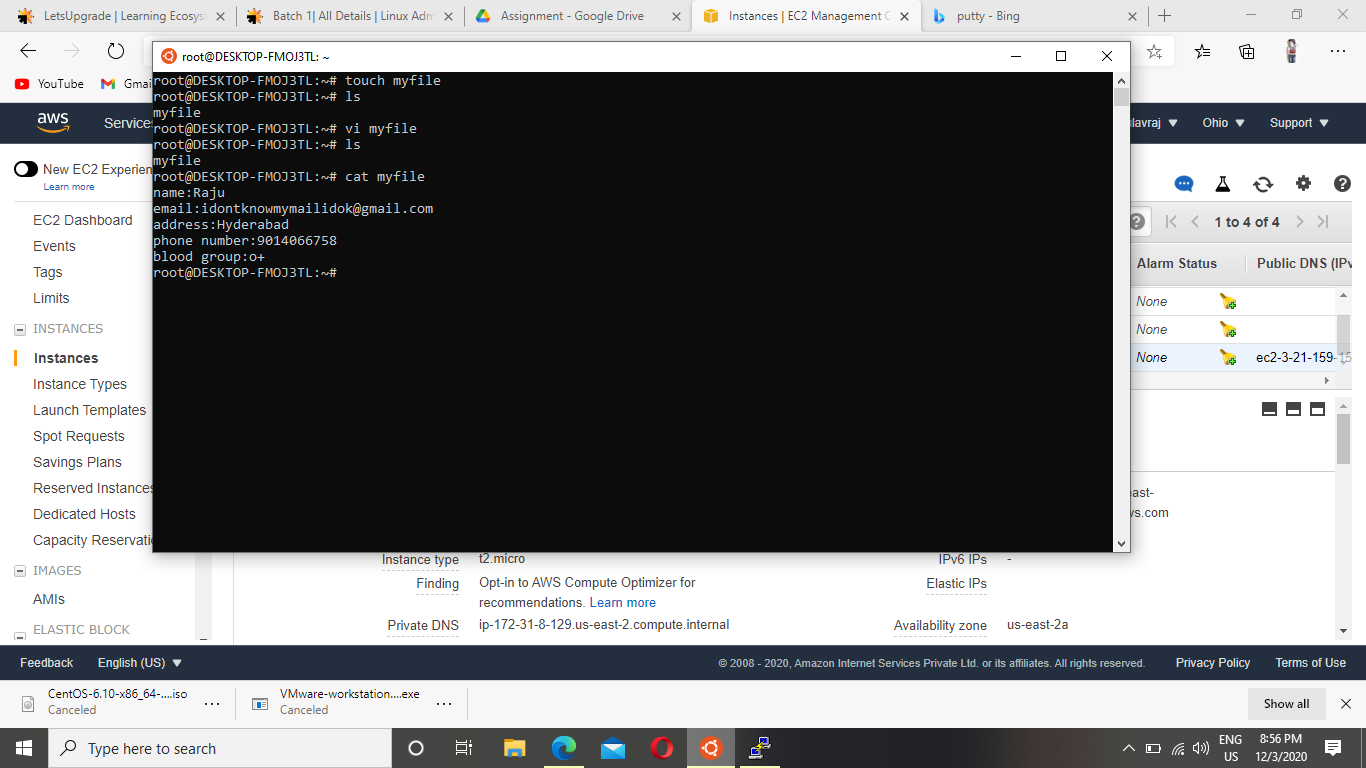 LetsUpgrade | Learning Ecosyst
Batch 1| All Details | Linux Adm
Assignment - Google Drive
Instances | EC2 Management C
putty - Bing
YouTube
Gmai
root@DESKTOP-FMOJ3TL: ~
root@DESKTOP-FMOJ3TL:~# touch myfile
root@DESKTOP-FMOJ3TL:~# ls
myfile
root@DESKTOP-FMOJ3TL:~# vi myfile
root@DESKTOP-FMOJ3TL:~# ls
myfile
root@DESKTOP-FMOJ3TL:~# cat myfile
name:Raju
email:idontknowmymailidok@gmail.com
address:Hyderabad
phone number:9014066758
blood group:o+
root@DESKTOP-FMOJ3TL:~#
aws
Services
lavraj
Ohio
Support
New EC2 Experien
Learn more
EC2 Dashboard
Events
Tags
Limits
INSTANCES
Instances
Instance Types
Launch Templates
Spot Requests
Savings Plans
Reserved Instances
Dedicated Hosts
Capacity Reservatio
IMAGES
AMIs
ELASTIC BLOCK
1 to 4 of 4
Alarm Status
Public DNS (IPv
None
None
None
ec2-3-21-159-15
east-
ws.com
Instance type
t2.micro
IPv6 IPs
-
Finding
Opt-in to AWS Compute Optimizer for
recommendations. Learn more
Elastic IPs
Private DNS
ip-172-31-8-129.us-east-2.compute.internal
Availability zone
us-east-2a
Feedback
English (US)
© 2008 - 2020, Amazon Internet Services Private Ltd. or its affiliates. All rights reserved.
Privacy Policy
Terms of Use
CentOS-6.10-x86_64-....iso
Canceled
VMware-workstation....exe
Canceled
Show all
Type here to search
ENG
US
8:56 PM
12/3/2020